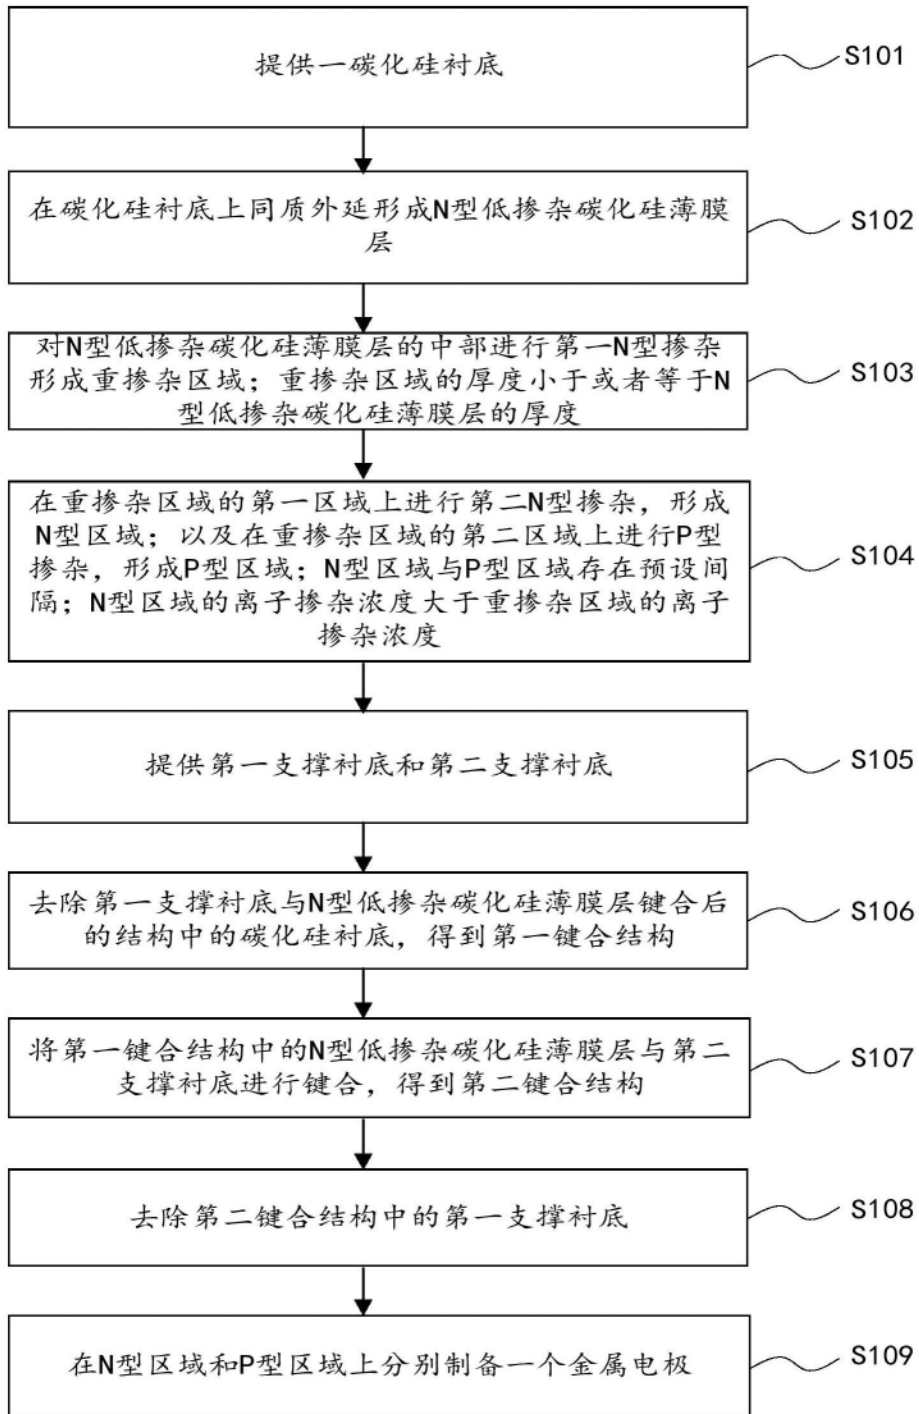 提供一碳化硅衬底
S101
在碳化硅衬底上同质外延形成N型低掺杂碳化硅薄膜
层
S102
对N型低掺杂碳化硅薄膜层的中部进行第一N型掺杂
形成重掺杂区域；重掺杂区域的厚度小于或者等于N
型低掺杂碳化硅薄膜层的厚度
S103
在重掺杂区域的第一区域上进行第二N型掺杂，形成
N型区域；以及在重掺杂区域的第二区域上进行P型
掺杂，形成P型区域；N型区域与P型区域存在预设间
隔；N型区域的离子掺杂浓度大于重掺杂区域的离子
掺杂浓度
S104
提供第一支撑衬底和第二支撑衬底
S105
去除第一支撑衬底与N型低掺杂碳化硅薄膜层键合后
的结构中的碳化硅衬底，得到第一键合结构
S106
将第一键合结构中的N型低掺杂碳化硅薄膜层与第二
支撑衬底进行键合，得到第二键合结构
S107
去除第二键合结构中的第一支撑衬底
S108
在N型区域和P型区域上分别制备一个金属电极
S109